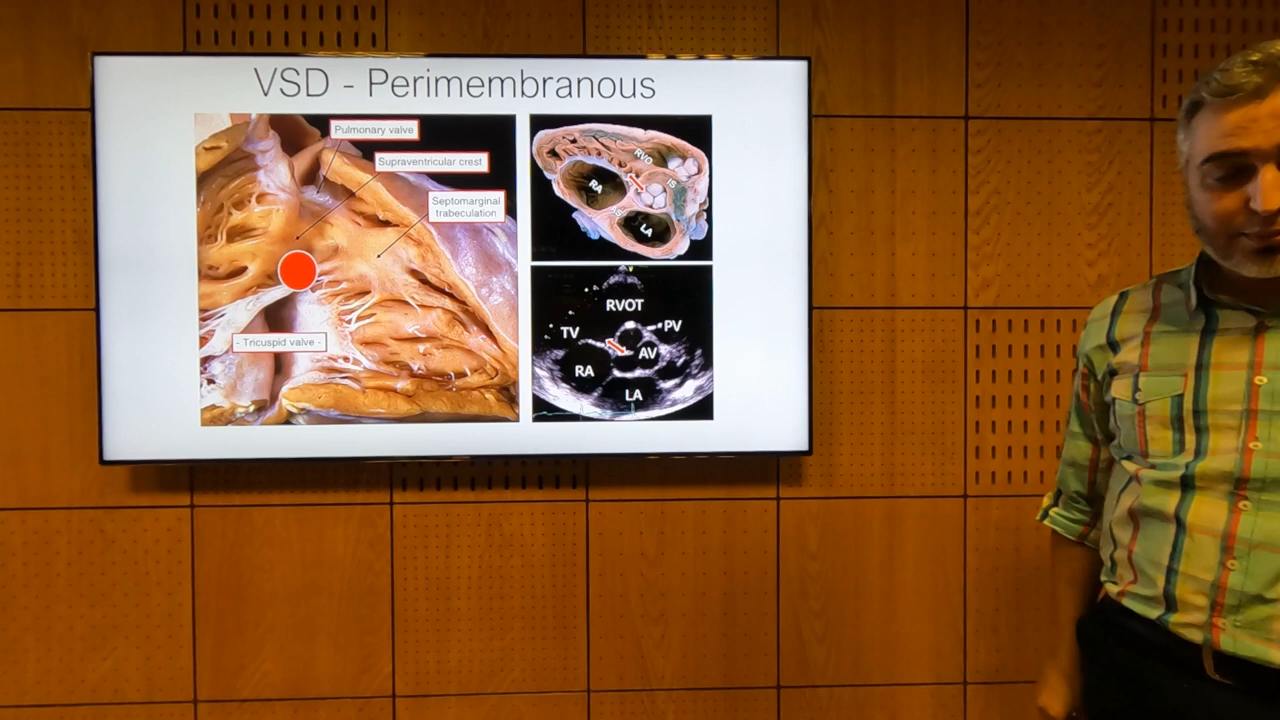 VSD - Perimembranous
Pulmonary valve
Supraventricular crest
Septomarginal
trabeculation
- Tricuspid valve -
RVO
RA
IS
LA
RVOT
TV
PV
AV
RA
LA